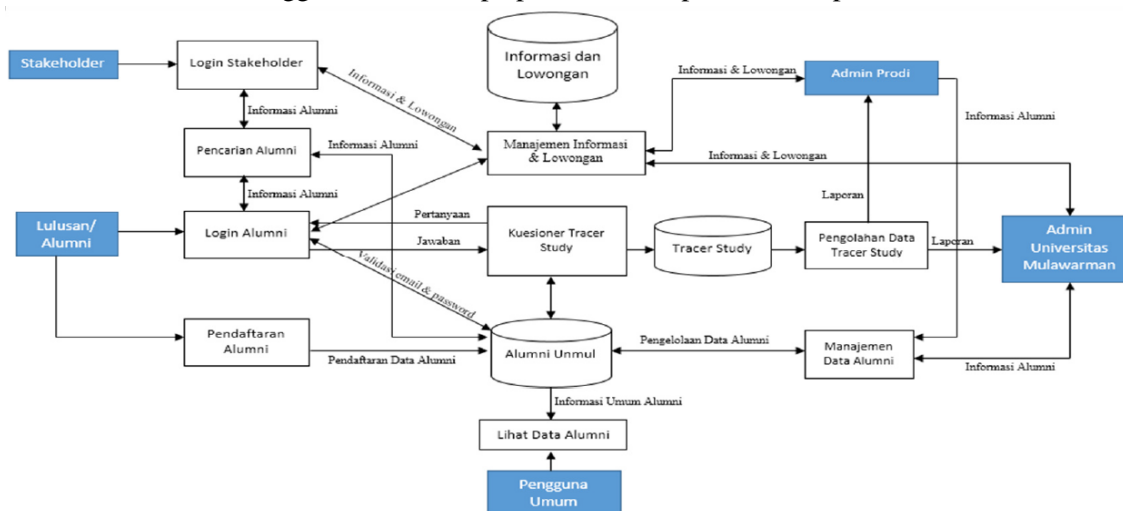 Informasi dan
Lowongan
Stakeholder
Login Stakeholder
Informasi & Lowongan
Informasi & Lowongan
Admin Prodi
Informasi Alumni
Informasi Alumni
Pencarian Alumni
Informasi Alumni
Manajemen Informasi
& Lowongan
Informasi & Lowongan
Informasi Alumni
Laporan
Lulusan/
Alumni
Login Alumni
Pertanyaan
Jawaban
Kuesioner Tracer
Study
Tracer Study
Pengolahan Data
Tracer Study
Laporan
Admin
Universitas
Mulawarman
Validasi email & password
Pendaftaran
Alumni
Pendaftaran Data Alumni
Alumni Unmul
Pengelolaan Data Alumni
Manajemen
Data Alumni
Informasi Alumni
Informasi Umum Alumni
Lihat Data Alumni
Pengguna
Umum